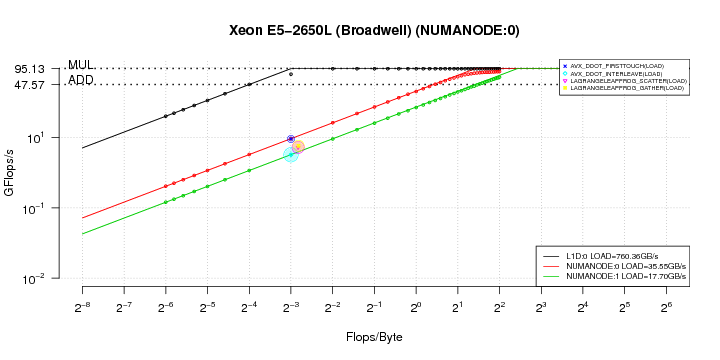 Xeon E5−2650L (Broadwell) (NUMANODE:0)
95.13
MUL
47.57
ADD
10^1
10^−1
10^−2
GFlops/s
AVX_DDOT_FIRSTTOUCH(LOAD)
AVX_DDOT_INTERLEAVE(LOAD)
LAGRANGELEAPFROG_SCATTER(LOAD)
LAGRANGELEAPFROG_GATHER(LOAD)
L1D:0 LOAD=760.36GB/s
NUMANODE:0 LOAD=35.55GB/s
NUMANODE:1 LOAD=17.70GB/s
2^−8 2^−7 2^−6 2^−5 2^−4 2^−3 2^−2 2^−1 2^0 2^1 2^2 2^3 2^4 2^5 2^6
Flops/Byte